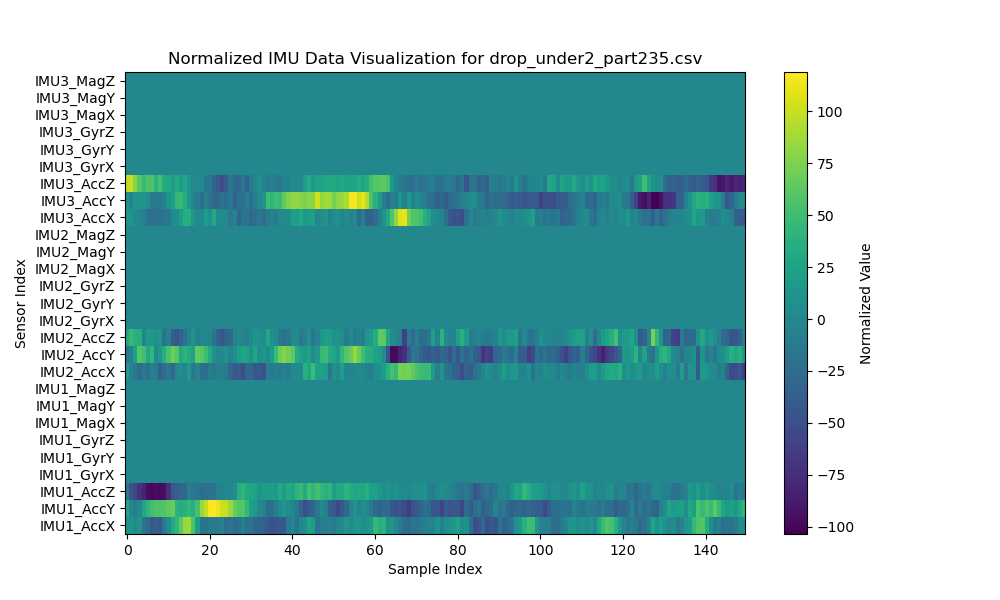 Normalized IMU Data Visualization for drop_under2_part235.csv
Sensor Index
IMU3_MagZ
IMU3_MagY
IMU3_MagX
IMU3_GyrZ
IMU3_GyrY
IMU3_GyrX
IMU3_AccZ
IMU3_AccY
IMU3_AccX
IMU2_MagZ
IMU2_MagY
IMU2_MagX
IMU2_GyrZ
IMU2_GyrY
IMU2_GyrX
IMU2_AccZ
IMU2_AccY
IMU2_AccX
IMU1_MagZ
IMU1_MagY
IMU1_MagX
IMU1_GyrZ
IMU1_GyrY
IMU1_GyrX
IMU1_AccZ
IMU1_AccY
IMU1_AccX
0 20 40 60 80 100 120 140
Sample Index
100
75
50
25
0
−25
−50
−75
−100
Normalized Value